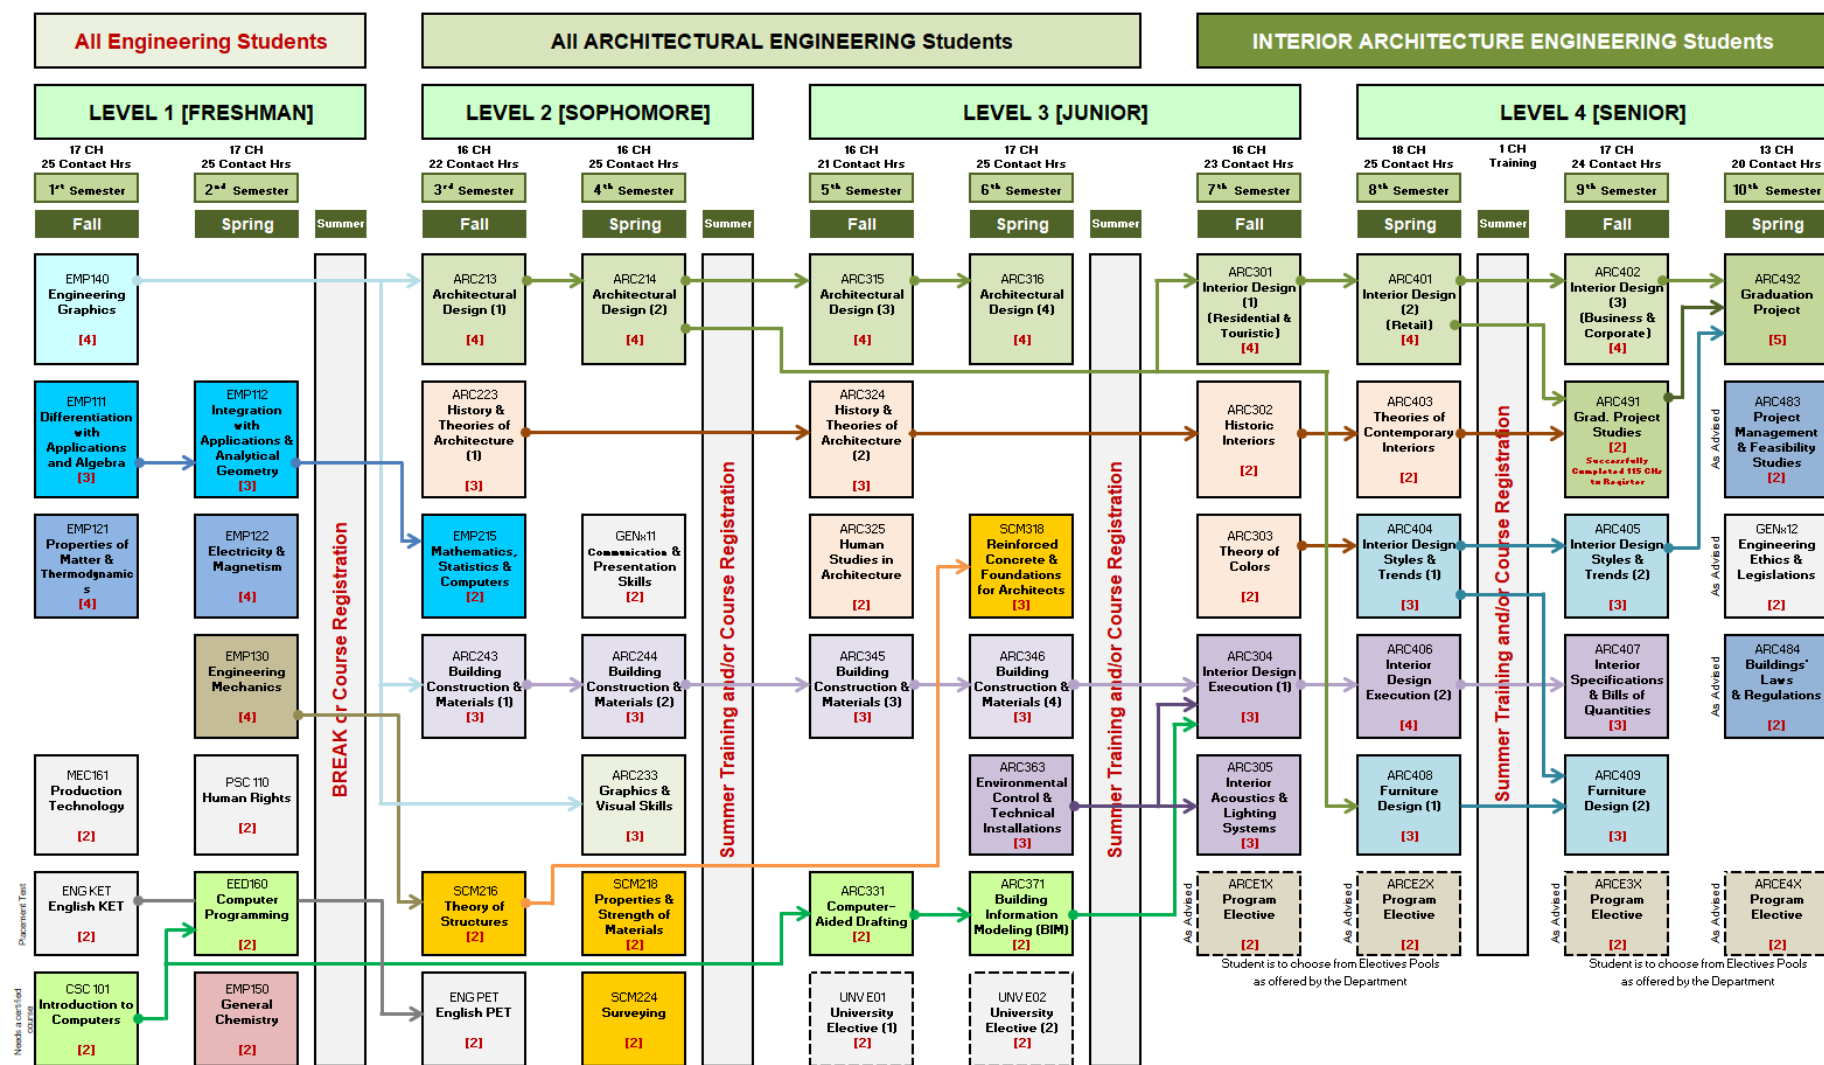 All Engineering Students
All ARCHITECTURAL ENGINEERING Students
INTERIOR ARCHITECTURE ENGINEERING Students
LEVEL 1 [FRESHMAN]
LEVEL 2 [SOPHOMORE]
LEVEL 3 [JUNIOR]
LEVEL 4 [SENIOR]
17 CH
25 Contact Hrs
1st Semester
Fall
17 CH
25 Contact Hrs
2nd Semester
Spring
Summer
16 CH
22 Contact Hrs
3rd Semester
Fall
16 CH
25 Contact Hrs
4th Semester
Spring
Summer
16 CH
21 Contact Hrs
5th Semester
Fall
17 CH
25 Contact Hrs
6th Semester
Spring
Summer
16 CH
23 Contact Hrs
7th Semester
Fall
18 CH
25 Contact Hrs
8th Semester
Spring
1 CH
Training
Summer
17 CH
24 Contact Hrs
9th Semester
Fall
13 CH
20 Contact Hrs
10th Semester
Spring
EMP140
Engineering
Graphics
[4]
ARC213
Architectural
Design (1)
[4]
ARC214
Architectural
Design (2)
[4]
ARC315
Architectural
Design (3)
[4]
ARC316
Architectural
Design (4)
[4]
ARC301
Interior Design
(1)
(Residential &
Touristic)
[4]
ARC401
Interior Design
(2)
(Retail)
[4]
ARC402
Interior Design
(3)
(Business &
Corporate)
[4]
ARC492
Graduation
Project
[5]
EMP111
Differentiation
with
Applications
and Algebra
[3]
EMP112
Integration
with
Applications &
Analytical
Geometry
[3]
ARC223
History &
Theories of
Architecture
(1)
[3]
ARC324
History &
Theories of
Architecture
(2)
[3]
ARC302
Historic
Interiors
[2]
ARC403
Theories of
Contemporary
Interiors
[2]
ARC491
Grad. Project
Studies
[2]
Successfully
Completed 115 CHr
to Register
As Advised
ARC483
Project
Management
& Feasibility
Studies
[2]
EMP121
Properties of
Matter &
Thermodynamic
s
[4]
EMP122
Electricity &
Magnetism
[4]
EMP215
Mathematics,
Statistics &
Computers
[2]
GENx11
Communication &
Presentation
Skills
[2]
ARC325
Human
Studies in
Architecture
[2]
SCM318
Reinforced
Concrete &
Foundations
for Architects
[3]
ARC303
Theory of
Colors
[2]
ARC404
Interior Design
Styles &
Trends (1)
[3]
ARC405
Interior Design
Styles &
Trends (2)
[3]
As Advised
GENx12
Engineering
Ethics &
Legislations
[2]
EMP130
Engineering
Mechanics
[4]
ARC243
Building
Construction &
Materials (1)
[3]
ARC244
Building
Construction &
Materials (2)
[3]
ARC345
Building
Construction &
Materials (3)
[3]
ARC346
Building
Construction &
Materials (4)
[3]
ARC304
Interior Design
Execution (1)
[3]
ARC406
Interior
Design
Execution (2)
[4]
ARC407
Interior
Specifications
& Bills of
Quantities
[3]
As Advised
ARC484
Buildings'
Laws
& Regulations
[2]
MEC161
Production
Technology
[2]
PSC 110
Human Rights
[2]
ARC233
Graphics &
Visual Skills
[3]
ARC363
Environmental
Control &
Technical
Installations
[3]
ARC305
Interior
Acoustics &
Lighting
Systems
[3]
ARC408
Furniture
Design (1)
[3]
ARC409
Furniture
Design (2)
[3]
Placement Test
ENG KET
English KET
[2]
EED160
Computer
Programming
[2]
SCM216
Theory of
Structures
[2]
SCM218
Properties &
Strength of
Materials
[2]
ARC331
Computer-
Aided Drafting
[2]
ARC371
Building
Information
Modeling (BIM)
[2]
As Advised
ARCE1X
Program
Elective
[2]
As Advised
ARCE2X
Program
Elective
[2]
As Advised
ARCE3X
Program
Elective
[2]
As Advised
ARCE4X
Program
Elective
[2]
Student is to choose from Electives Pools
as offered by the Department
Student is to choose from Electives Pools
as offered by the Department
Needs a certified
course
CSC 101
Introduction to
Computers
[2]
EMP150
General
Chemistry
[2]
ENG PET
English PET
[2]
SCM224
Surveying
[2]
UNV E01
University
Elective (1)
[2]
UNV E02
University
Elective (2)
[2]
BREAK or Course Registration
Summer Training and/or Course Registration
Summer Training and/or Course Registration
Summer Training and/or Course Registration